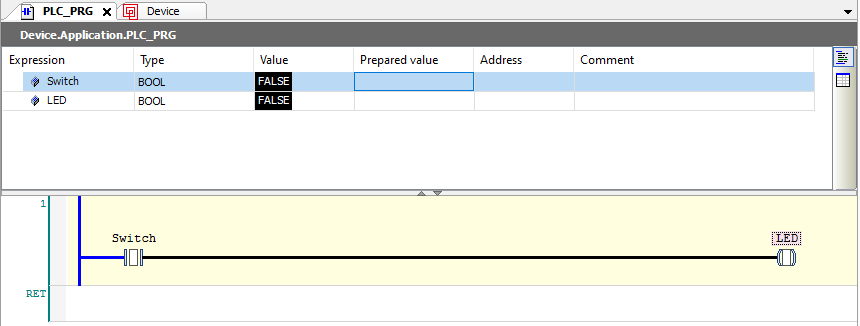 PLC_PRG Device
Device.Application.PLC_PRG
Expression Type Value Prepared value Address Comment
Switch BOOL FALSE
LED BOOL FALSE
1
Switch LED
RET